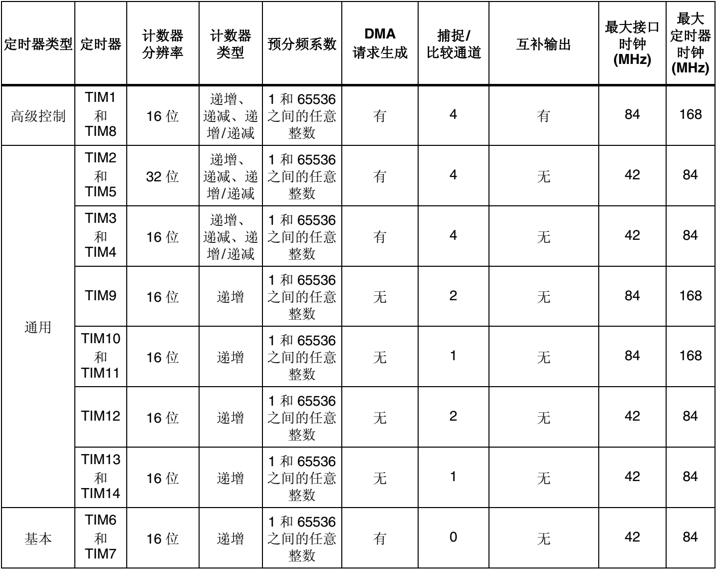 定时器类型
定时器
计数器
分辨率
计数器
类型
预分频系数
DMA
请求生成
捕捉/
比较通道
互补输出
最大接口
时钟
(MHz)
最大
定时器
时钟
(MHz)
高级控制
TIM1
和
TIM8
16 位
递增、
递减、递
增/递减
1 和 65536
之间的任意
整数
有
4
有
84
168
通用
TIM2
和
TIM5
32 位
递增、
递减、递
增/递减
1 和 65536
之间的任意
整数
有
4
无
42
84
TIM3
和
TIM4
16 位
递增、
递减、递
增/递减
1 和 65536
之间的任意
整数
有
4
无
42
84
TIM9
16 位
递增
1 和 65536
之间的任意
整数
无
2
无
84
168
TIM10
和
TIM11
16 位
递增
1 和 65536
之间的任意
整数
无
1
无
84
168
TIM12
16 位
递增
1 和 65536
之间的任意
整数
无
2
无
42
84
TIM13
和
TIM14
16 位
递增
1 和 65536
之间的任意
整数
无
1
无
42
84
基本
TIM6
和
TIM7
16 位
递增
1 和 65536
之间的任意
整数
有
0
无
42
84